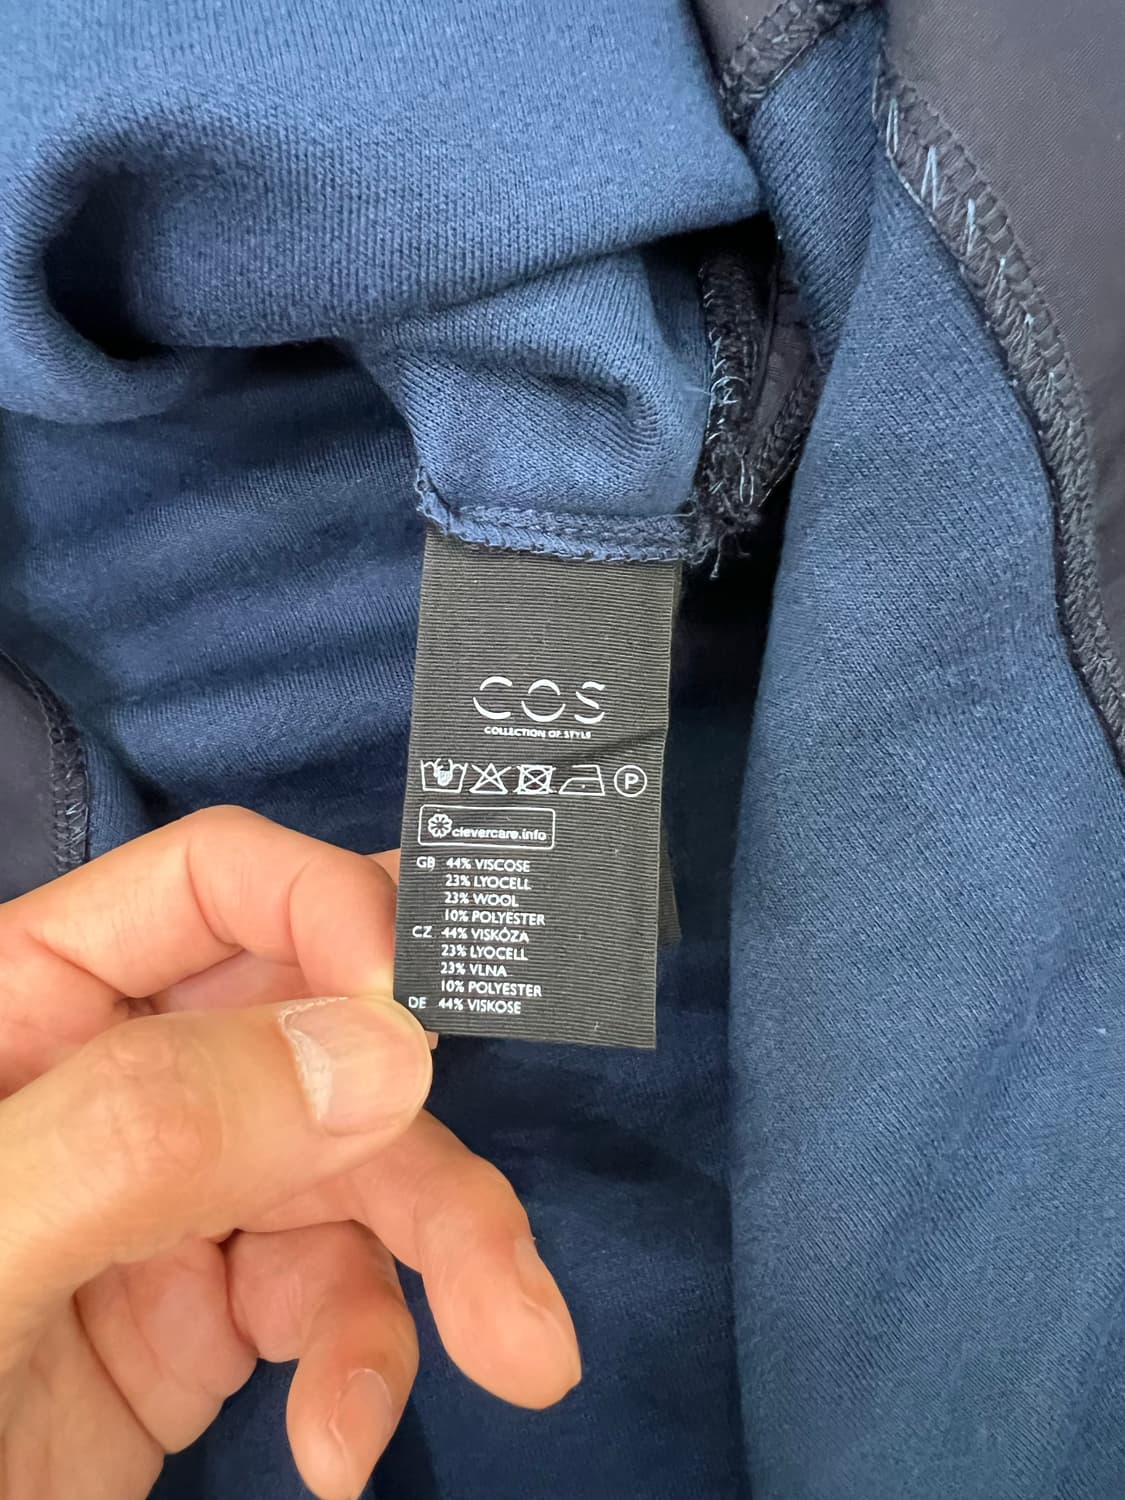 COS
COLLECTION OF STYLE
P
clevercare.info
GB 44% VISCOSE
23% LYOCELL
23% WOOL
10% POLYESTER
CZ 44% VISKÓZA
23% LYOCELL
23% VLNA
10% POLYESTER
DE 44% VISKOSE